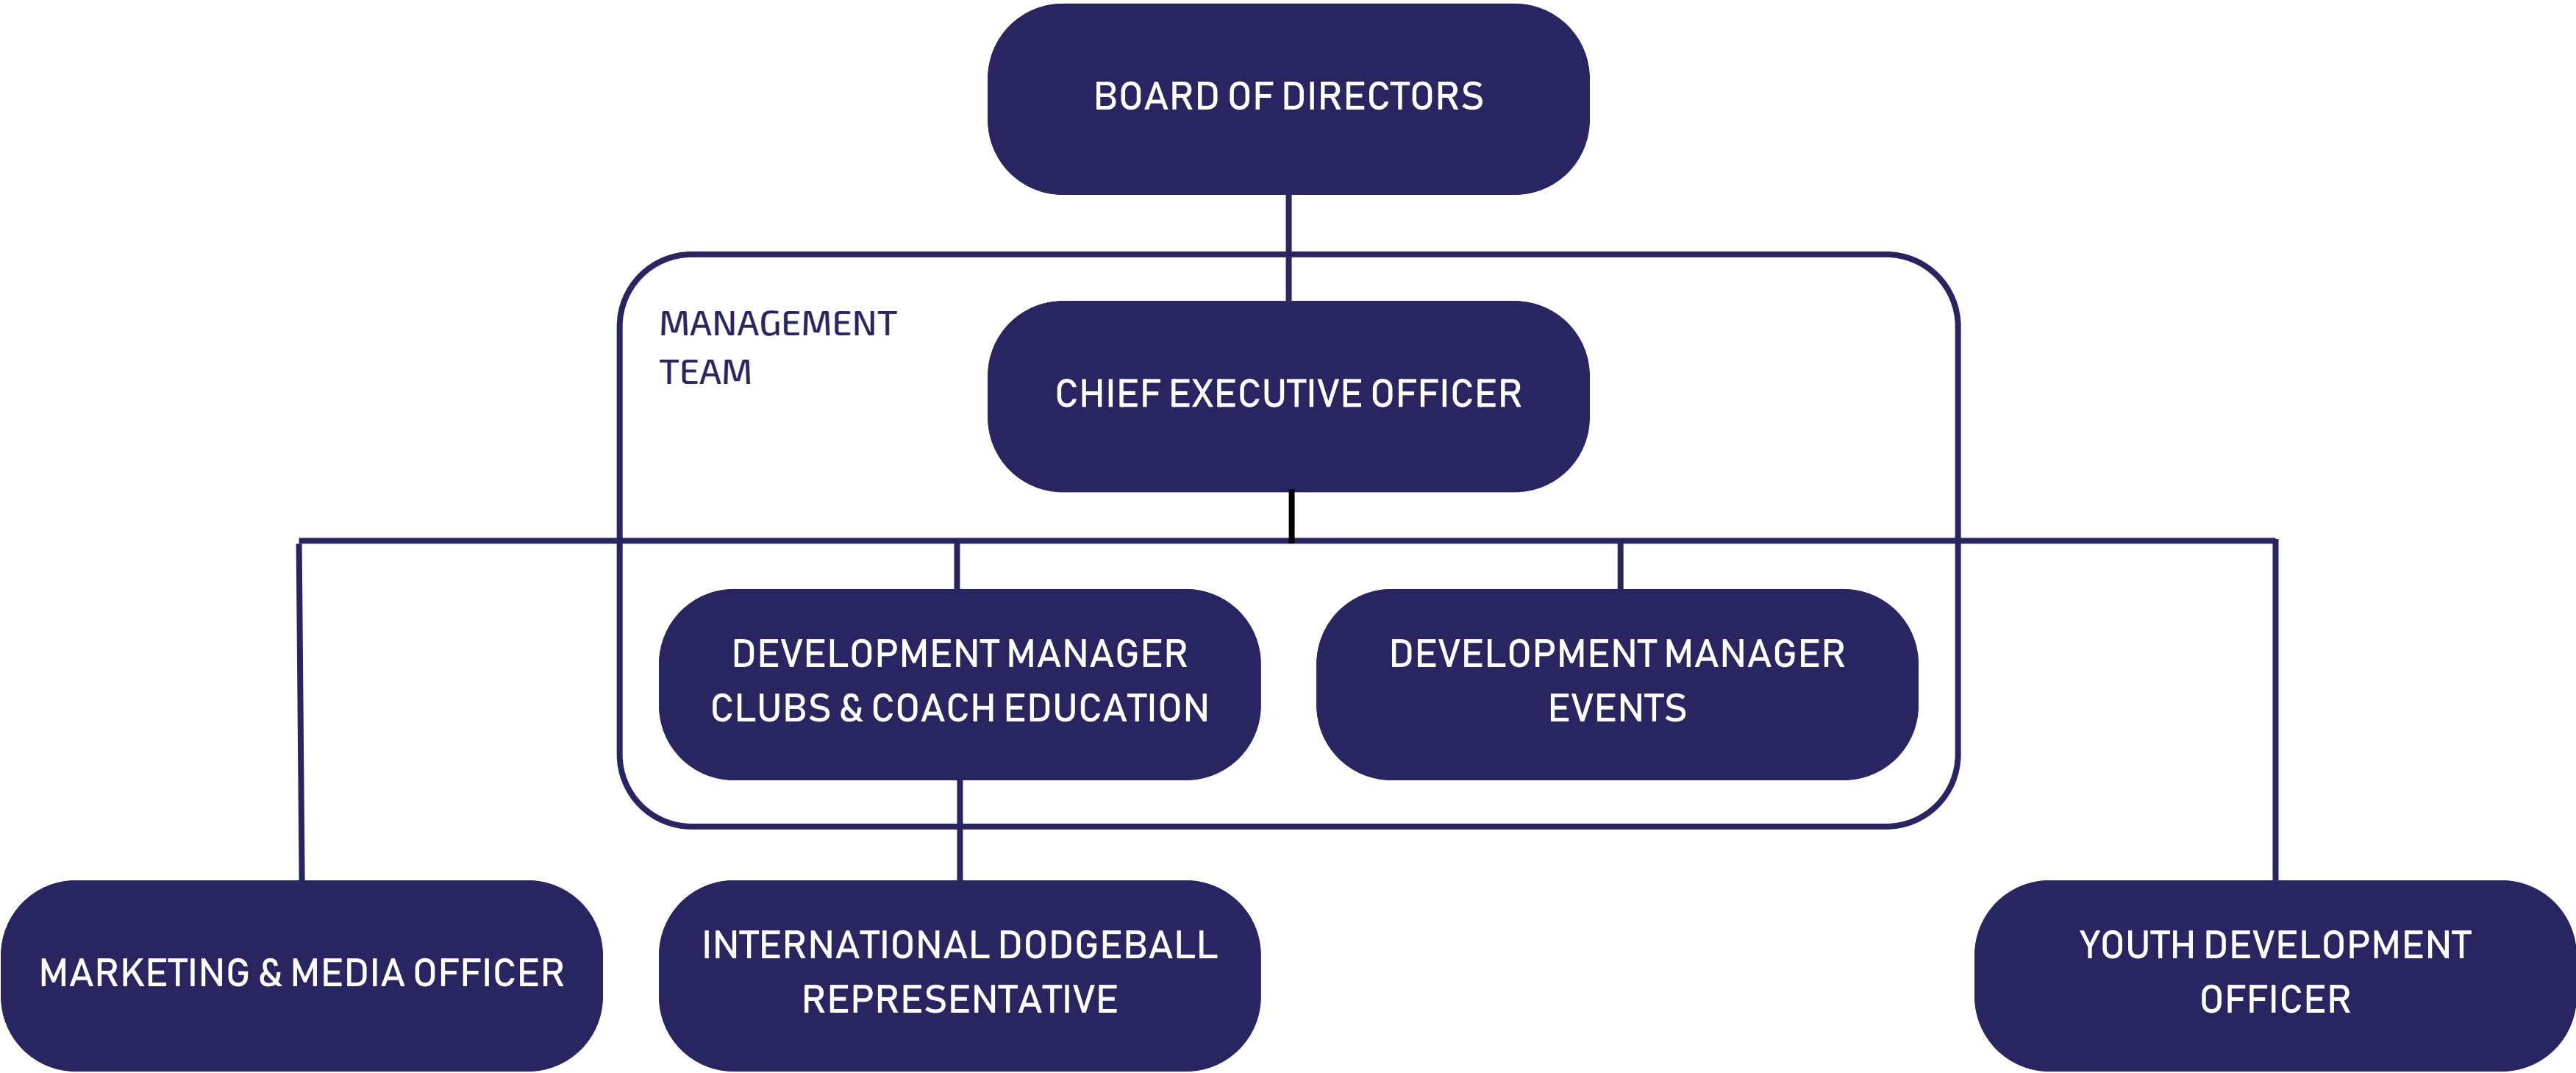 BOARD OF DIRECTORS
MANAGEMENT
TEAM
CHIEF EXECUTIVE OFFICER
DEVELOPMENT MANAGER
CLUBS & COACH EDUCATION
DEVELOPMENT MANAGER
EVENTS
MARKETING & MEDIA OFFICER
INTERNATIONAL DODGEBALL
REPRESENTATIVE
YOUTH DEVELOPMENT
OFFICER